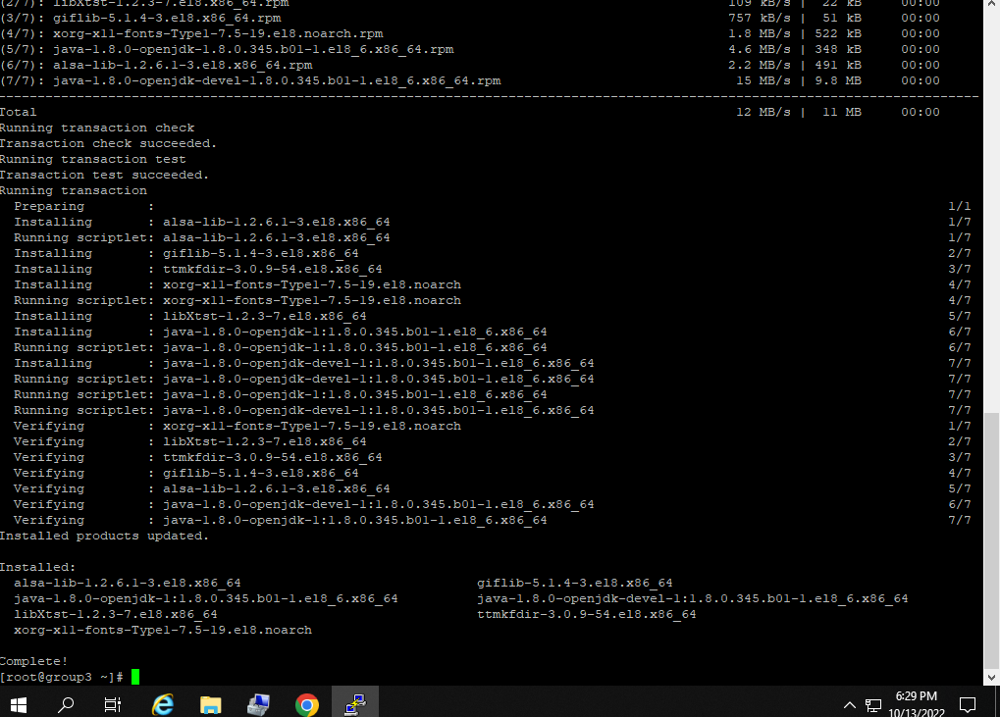 (2/7): libXtst-1.2.3-7.el8.x86_64.rpm 109 kB/s | 22 kB 00:00
(3/7): giflib-5.1.4-3.el8.x86_64.rpm 757 kB/s | 51 kB 00:00
(4/7): xorg-x11-fonts-Type1-7.5-19.el8.noarch.rpm 1.8 MB/s | 522 kB 00:00
(5/7): java-1.8.0-openjdk-1.8.0.345.b01-1.el8_6.x86_64.rpm 4.6 MB/s | 348 kB 00:00
(6/7): alsa-lib-1.2.6.1-3.el8.x86_64.rpm 2.2 MB/s | 491 kB 00:00
(7/7): java-1.8.0-openjdk-devel-1.8.0.345.b01-1.el8_6.x86_64.rpm 15 MB/s | 9.8 MB 00:00
--------------------------------------------------------------------------------
Total 12 MB/s | 11 MB 00:00
Running transaction check
Transaction check succeeded.
Running transaction test
Transaction test succeeded.
Running transaction
Preparing : 1/1
Installing : alsa-lib-1.2.6.1-3.el8.x86_64 1/7
Running scriptlet: alsa-lib-1.2.6.1-3.el8.x86_64 1/7
Installing : giflib-5.1.4-3.el8.x86_64 2/7
Installing : ttmkfdir-3.0.9-54.el8.x86_64 3/7
Installing : xorg-x11-fonts-Type1-7.5-19.el8.noarch 4/7
Running scriptlet: xorg-x11-fonts-Type1-7.5-19.el8.noarch 4/7
Installing : libXtst-1.2.3-7.el8.x86_64 5/7
Installing : java-1.8.0-openjdk-1:1.8.0.345.b01-1.el8_6.x86_64 6/7
Running scriptlet: java-1.8.0-openjdk-1:1.8.0.345.b01-1.el8_6.x86_64 6/7
Installing : java-1.8.0-openjdk-devel-1:1.8.0.345.b01-1.el8_6.x86_64 7/7
Running scriptlet: java-1.8.0-openjdk-devel-1:1.8.0.345.b01-1.el8_6.x86_64 7/7
Running scriptlet: java-1.8.0-openjdk-1:1.8.0.345.b01-1.el8_6.x86_64 7/7
Running scriptlet: java-1.8.0-openjdk-devel-1:1.8.0.345.b01-1.el8_6.x86_64 7/7
Verifying : xorg-x11-fonts-Type1-7.5-19.el8.noarch 1/7
Verifying : libXtst-1.2.3-7.el8.x86_64 2/7
Verifying : ttmkfdir-3.0.9-54.el8.x86_64 3/7
Verifying : giflib-5.1.4-3.el8.x86_64 4/7
Verifying : alsa-lib-1.2.6.1-3.el8.x86_64 5/7
Verifying : java-1.8.0-openjdk-devel-1:1.8.0.345.b01-1.el8_6.x86_64 6/7
Verifying : java-1.8.0-openjdk-1:1.8.0.345.b01-1.el8_6.x86_64 7/7
Installed products updated.
Installed:
alsa-lib-1.2.6.1-3.el8.x86_64 giflib-5.1.4-3.el8.x86_64
java-1.8.0-openjdk-1:1.8.0.345.b01-1.el8_6.x86_64 java-1.8.0-openjdk-devel-1:1.8.0.345.b01-1.el8_6.x86_64
libXtst-1.2.3-7.el8.x86_64 ttmkfdir-3.0.9-54.el8.x86_64
xorg-x11-fonts-Type1-7.5-19.el8.noarch
Complete!
[root@group3 ~]#
6:29 PM
10/13/2022